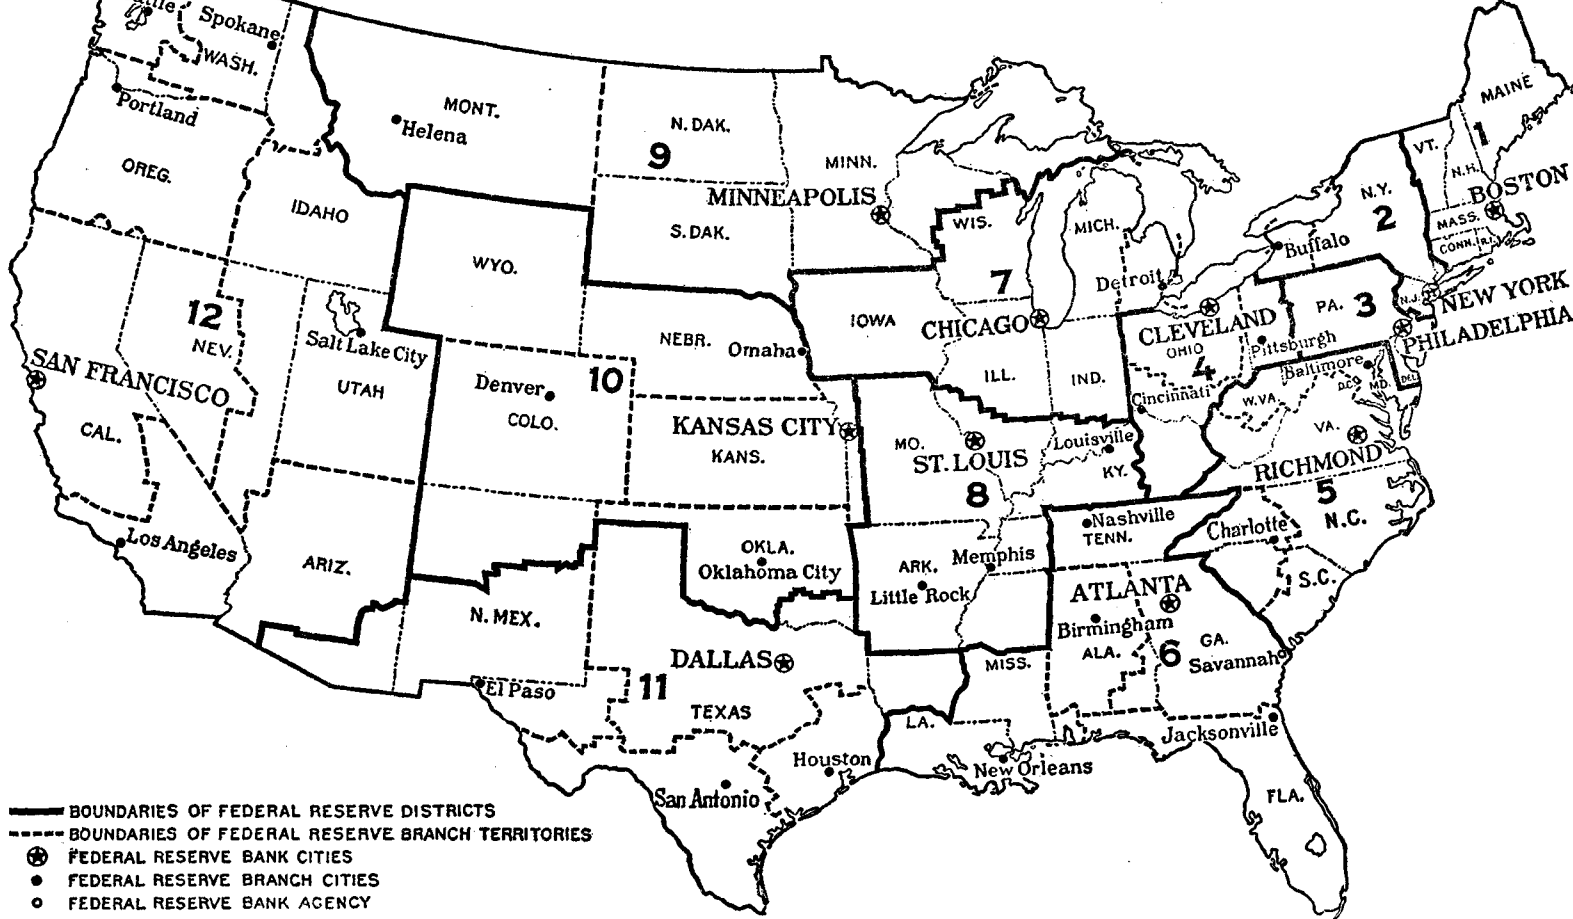 Spokane
WASH.
Portland
OREG.
MONT.
Helena
IDAHO
N. DAK.
9
MINN.
MINNEAPOLIS
S. DAK.
WYO.
WIS.
MICH.
7
Detroit
MAINE
1
VT.
N.H.
BOSTON
MASS.
CONN.
R.I.
N.Y.
2
Buffalo
NEW YORK
N.J.
PA.
3
PHILADELPHIA
Pittsburgh
CLEVELAND
OHIO
4
Cincinnati
Baltimore
D.C.
MD.
DEL.
W.VA.
VA.
RICHMOND
5
N.C.
Charlotte
S.C.
12
NEV.
SAN FRANCISCO
CAL.
Los Angeles
Salt Lake City
UTAH
ARIZ.
Denver
COLO.
10
NEBR.
Omaha
KANSAS CITY
KANS.
IOWA
CHICAGO
ILL.
IND.
MO.
ST. LOUIS
8
Louisville
KY.
Nashville
TENN.
Memphis
ARK.
Little Rock
OKLA.
Oklahoma City
N. MEX.
El Paso
DALLAS
11
TEXAS
Houston
San Antonio
LA.
New Orleans
MISS.
ATLANTA
Birmingham
ALA.
6
GA.
Savannah
Jacksonville
FLA.
BOUNDARIES OF FEDERAL RESERVE DISTRICTS
BOUNDARIES OF FEDERAL RESERVE BRANCH TERRITORIES
FEDERAL RESERVE BANK CITIES
FEDERAL RESERVE BRANCH CITIES
FEDERAL RESERVE BANK AGENCY